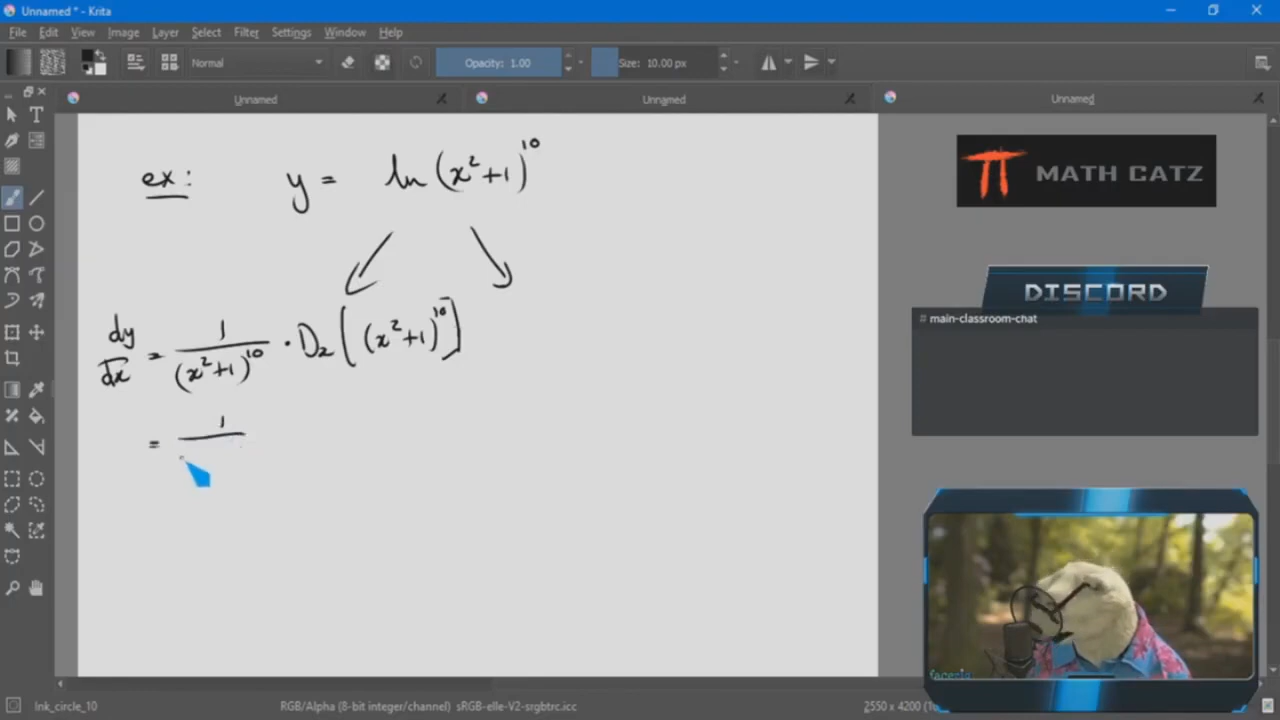 Unnamed * - Krita
File Edit View Image Layer Select Filter Settings Window Help
Normal Opacity: 1.00 Size: 10.00 px
Unnamed Unnamed Unnamed
ex: y = ln(x²+1)¹⁰
dy/dx = 1/(x²+1)¹⁰ · Dx[(x²+1)¹⁰]
= 1
MATH CATZ
DISCORD
# main-classroom-chat
Ink_circle_10 RGB/Alpha (8-bit integer/channel) sRGB-elle-V2-srgbtrc.icc 2550 x 4200